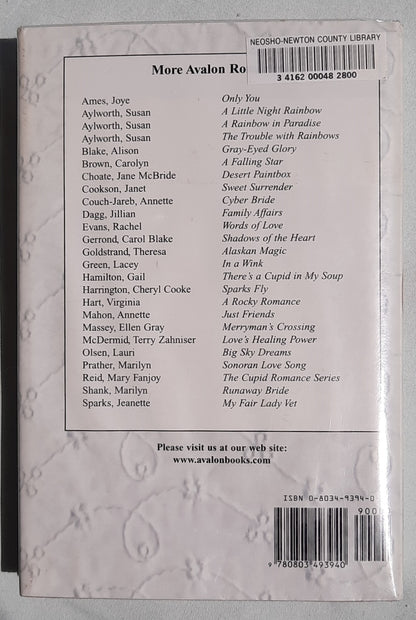 NEOSHO-NEWTON COUNTY LIBRARY
3 4162 00048 2800
More Avalon Ro
Ames, Joye Only You
Aylworth, Susan A Little Night Rainbow
Aylworth, Susan A Rainbow in Paradise
Aylworth, Susan The Trouble with Rainbows
Blake, Alison Gray-Eyed Glory
Brown, Carolyn A Falling Star
Choate, Jane McBride Desert Paintbox
Cookson, Janet Sweet Surrender
Couch-Jareb, Annette Cyber Bride
Dagg, Jillian Family Affairs
Evans, Rachel Words of Love
Gerrond, Carol Blake Shadows of the Heart
Goldstrand, Theresa Alaskan Magic
Green, Lacey In a Wink
Hamilton, Gail There's a Cupid in My Soup
Harrington, Cheryl Cooke Sparks Fly
Hart, Virginia A Rocky Romance
Mahon, Annette Just Friends
Massey, Ellen Gray Merryman's Crossing
McDermid, Terry Zahniser Love's Healing Power
Olsen, Lauri Big Sky Dreams
Prather, Marilyn Sonoran Love Song
Reid, Mary Fanjoy The Cupid Romance Series
Shank, Marilyn Runaway Bride
Sparks, Jeanette My Fair Lady Vet
Please visit us at our web site:
www.avalonbooks.com
ISBN 0-8034-9394-0
900
9 780803 493940